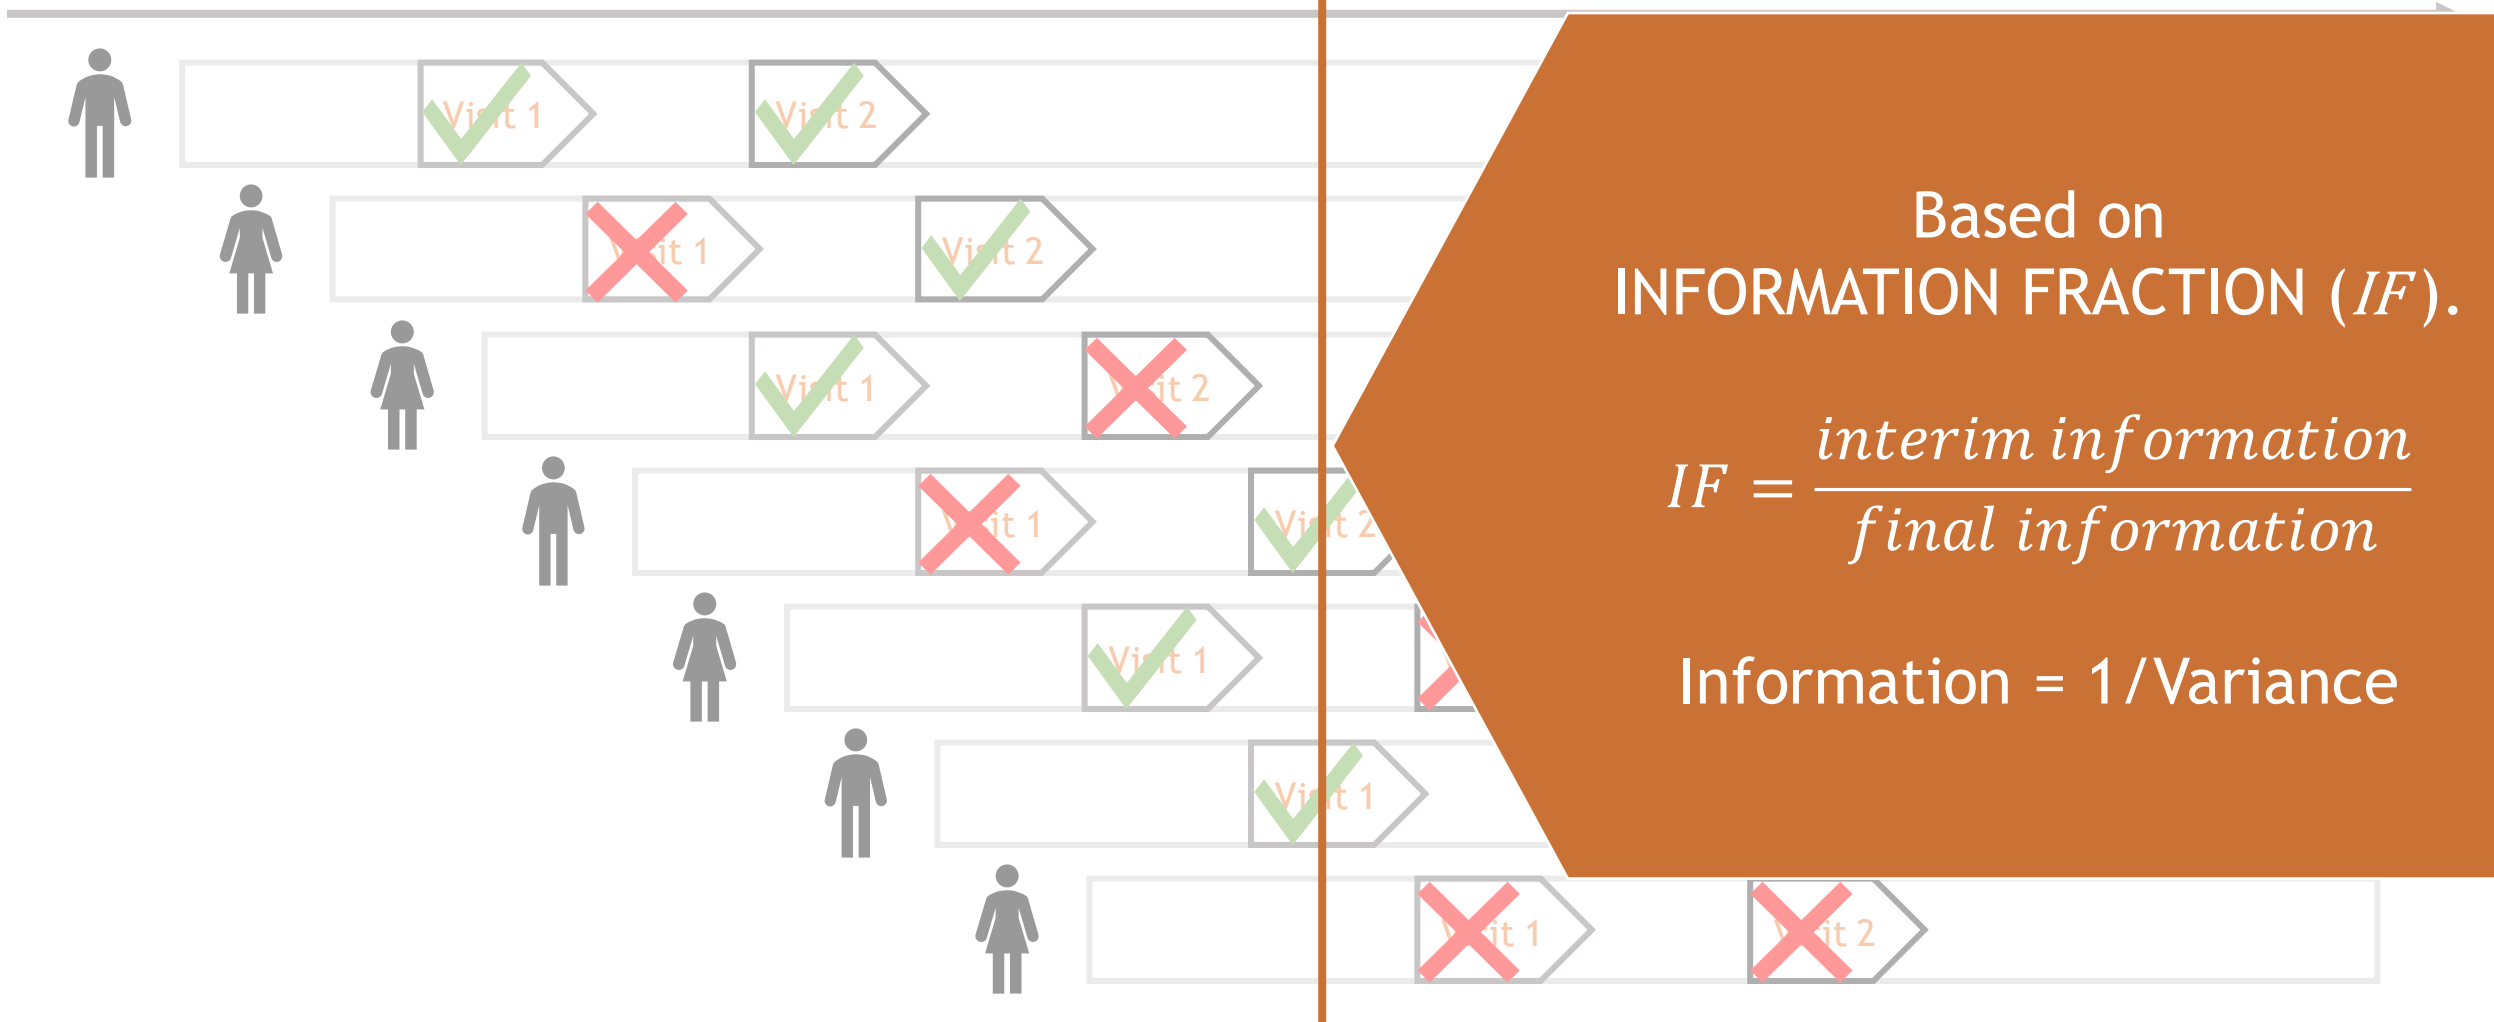 Visit 1 Visit 2
Visit 1 Visit 2
Visit 1 Visit 2
Visit 1 Visit 2
Visit 1
Visit 1
Visit 1 Visit 2
Based on
INFORMATION FRACTION (IF).
IF = interim information / final information
Information = 1/Variance